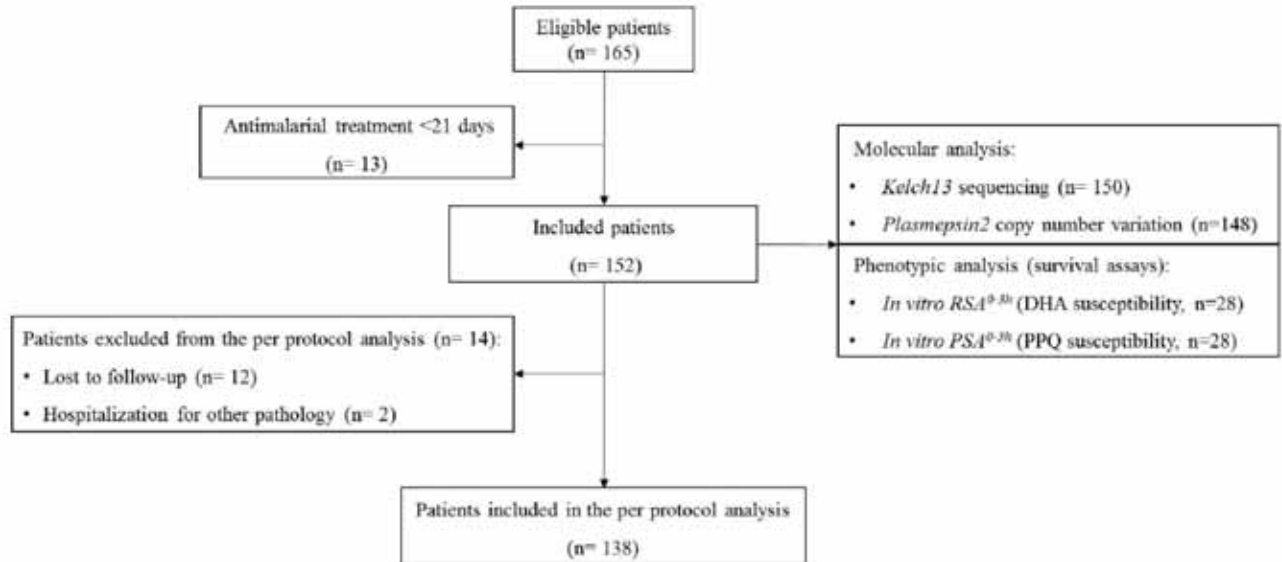 Eligible patients
(n= 165)
Antimalarial treatment <21 days
(n= 13)
Molecular analysis:
• Kelch13 sequencing (n= 150)
• Plasmepsin2 copy number variation (n=148)
Included patients
(n= 152)
Phenotypic analysis (survival assays):
• In vitro RSA⁰⁻³ʰ (DHA susceptibility, n=28)
• In vitro PSA⁰⁻³ʰ (PPQ susceptibility, n=28)
Patients excluded from the per protocol analysis (n= 14):
• Lost to follow-up (n= 12)
• Hospitalization for other pathology (n= 2)
Patients included in the per protocol analysis
(n= 138)